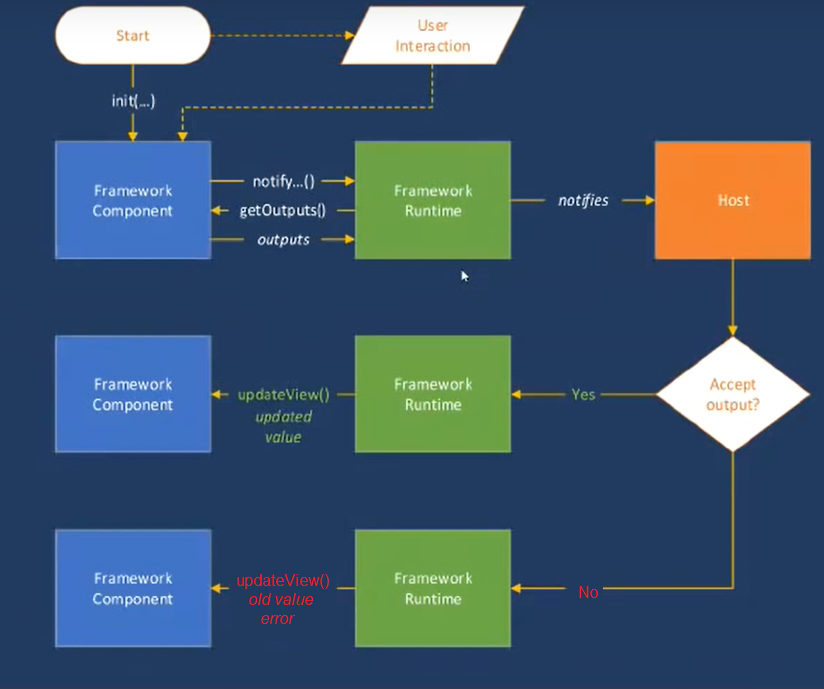 Start
User
Interaction
init(...)
Framework
Component
notify...()
getOutputs()
outputs
Framework
Runtime
notifies
Host
Framework
Component
updateView()
updated
value
Framework
Runtime
Yes
Accept
output?
Framework
Component
updateView()
old value
error
Framework
Runtime
No